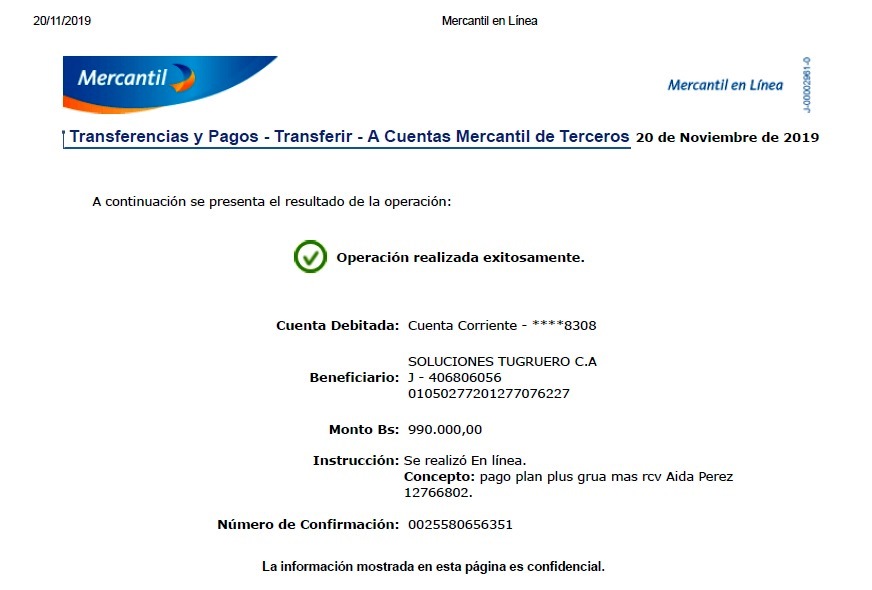 20/11/2019 Mercantil en Línea
Mercantil
Mercantil en Línea
J-00002961-0
Transferencias y Pagos - Transferir - A Cuentas Mercantil de Terceros 20 de Noviembre de 2019
A continuación se presenta el resultado de la operación:
Operación realizada exitosamente.
Cuenta Debitada: Cuenta Corriente - ****8308
SOLUCIONES TUGRUERO C.A
Beneficiario: J - 406806056
01050277201277076227
Monto Bs: 990.000,00
Instrucción: Se realizó En línea.
Concepto: pago plan plus grua mas rcv Aida Perez
12766802.
Número de Confirmación: 0025580656351
La información mostrada en esta página es confidencial.